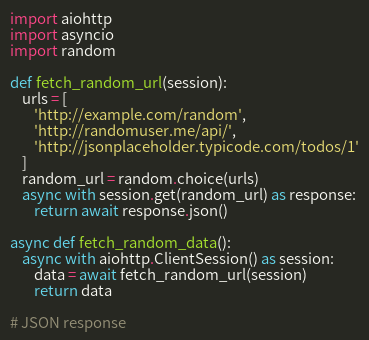 import aiohttp
import asyncio
import random

def fetch_random_url(session):
    urls = [
        'http://example.com/random',
        'http://randomuser.me/api/',
        'http://jsonplaceholder.typicode.com/todos/1'
    ]
    random_url = random.choice(urls)
    async with session.get(random_url) as response:
        return await response.json()

async def fetch_random_data():
    async with aiohttp.ClientSession() as session:
        data = await fetch_random_url(session)
        return data

# JSON response